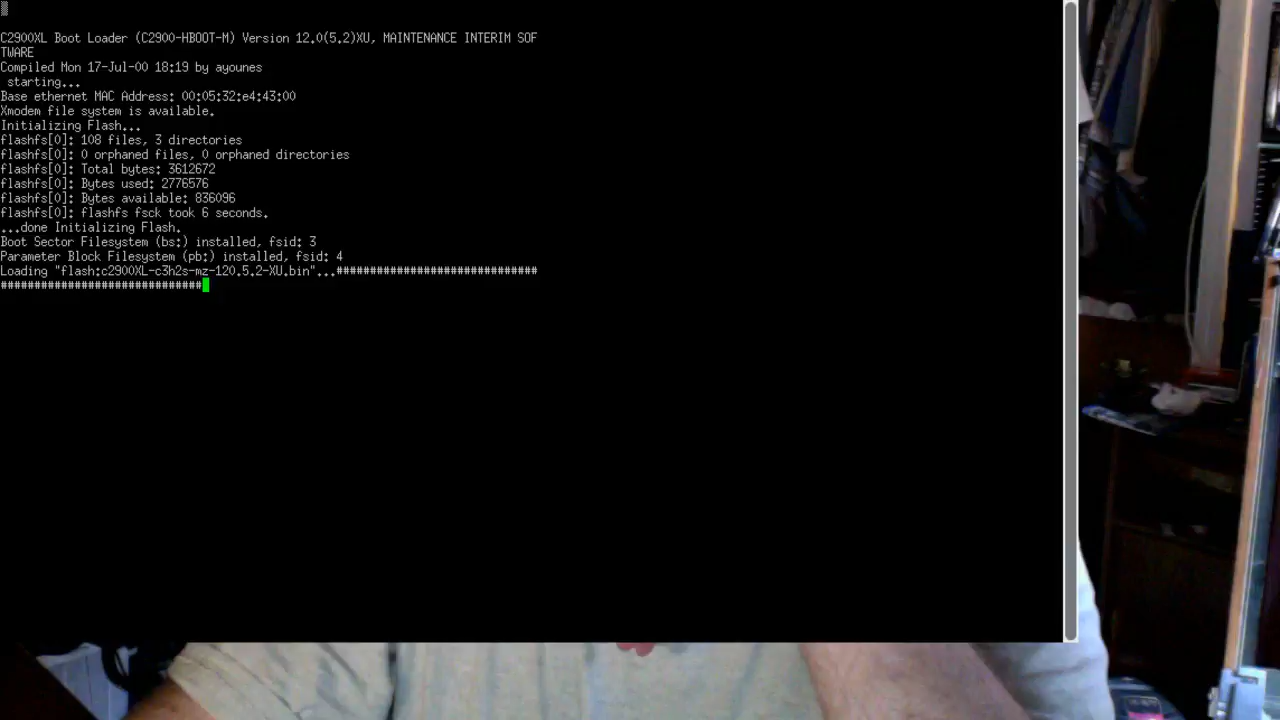 C2900XL Boot Loader (C2900-HBOOT-M) Version 12.0(5.2)XU, MAINTENANCE INTERIM SOF
TWARE
Compiled Mon 17-Jul-00 18:19 by ayounes
 starting...
Base ethernet MAC Address: 00:05:32:e4:43:00
Xmodem file system is available.
Initializing Flash...
flashfs[0]: 108 files, 3 directories
flashfs[0]: 0 orphaned files, 0 orphaned directories
flashfs[0]: Total bytes: 3612672
flashfs[0]: Bytes used: 2776576
flashfs[0]: Bytes available: 836096
flashfs[0]: flashfs fsck took 6 seconds.
...done Initializing Flash.
Boot Sector Filesystem (bs:) installed, fsid: 3
Parameter Block Filesystem (pb:) installed, fsid: 4
Loading "flash:c2900XL-c3h2s-mz-120.5.2-XU.bin"...##############################
##############################